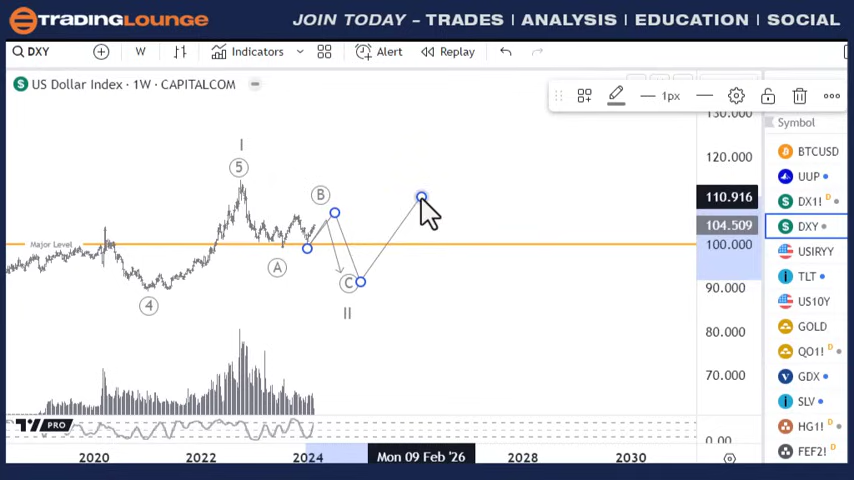 TRADINGLOUNGE
JOIN TODAY - TRADES | ANALYSIS | EDUCATION | SOCIAL
DXY
W
Indicators
Alert
Replay
US Dollar Index · 1W · CAPITALCOM
1px
130.000
Symbol
I
5
120.000
BTCUSD
UUP
B
110.916
DX1! D
104.509
DXY
Major Level
100.000
USIRYY
A
C
TLT
4
90.000
US10Y
II
GOLD
80.000
QO1! D
70.000
GDX
SLV
PRO
HG1! D
0.00
FEF2! D
2020
2022
2024
Mon 09 Feb '26
2028
2030